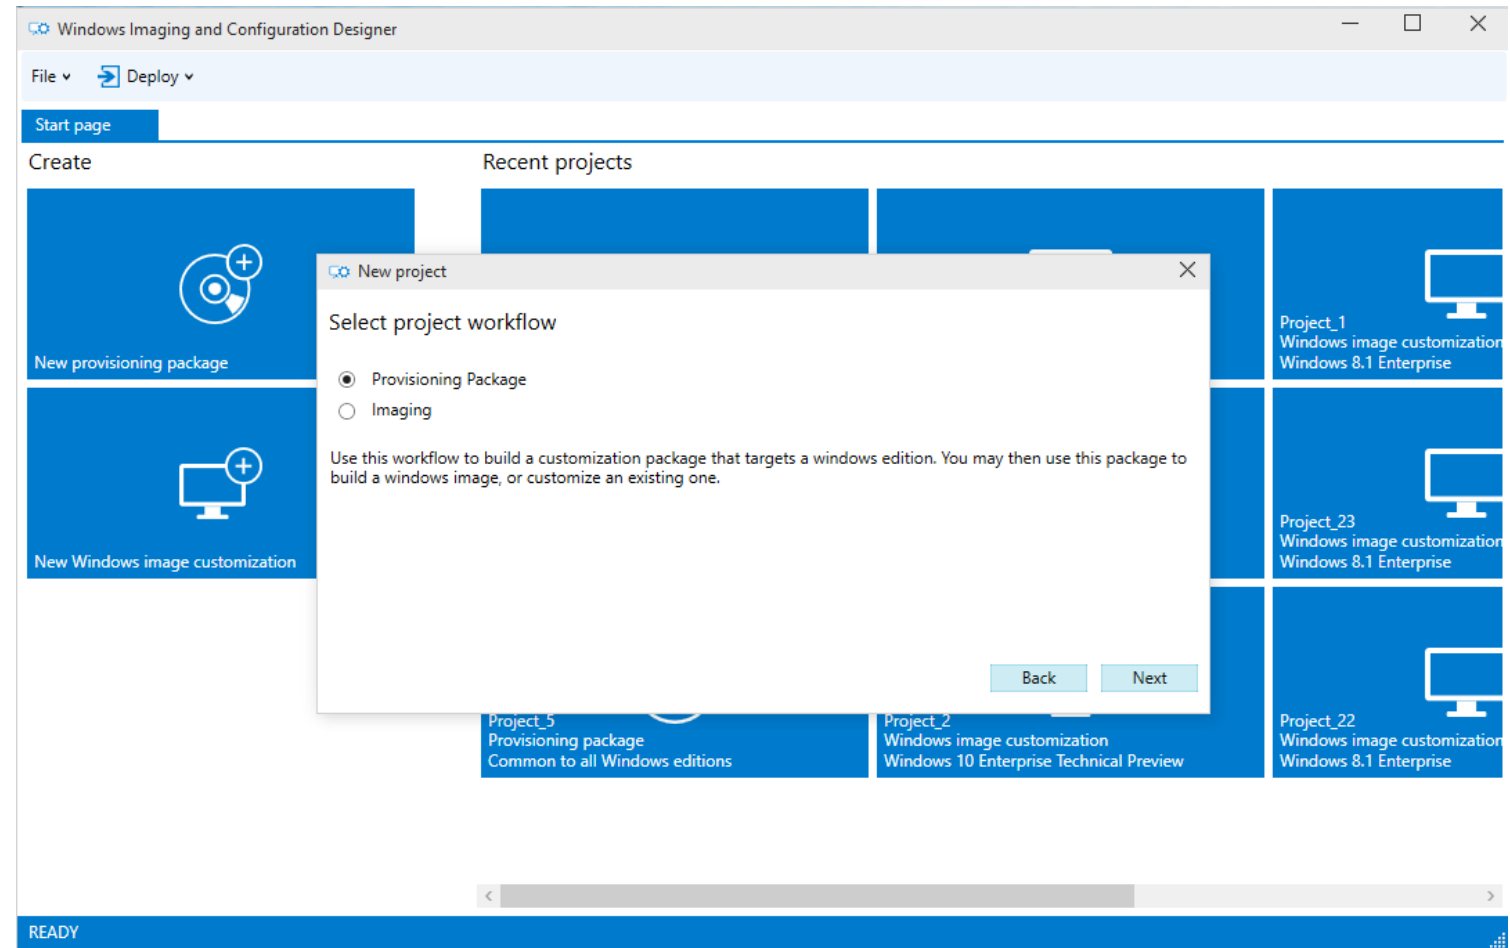 Windows Imaging and Configuration Designer
File Deploy
Start page
Create
Recent projects
New provisioning package
New Windows image customization
New project
Select project workflow
Provisioning Package
Imaging
Use this workflow to build a customization package that targets a windows edition. You may then use this package to
build a windows image, or customize an existing one.
Back Next
Project_1
Windows image customization
Windows 8.1 Enterprise
Project_23
Windows image customization
Windows 8.1 Enterprise
Project_5
Provisioning package
Common to all Windows editions
Project_2
Windows image customization
Windows 10 Enterprise Technical Preview
Project_22
Windows image customization
Windows 8.1 Enterprise
READY